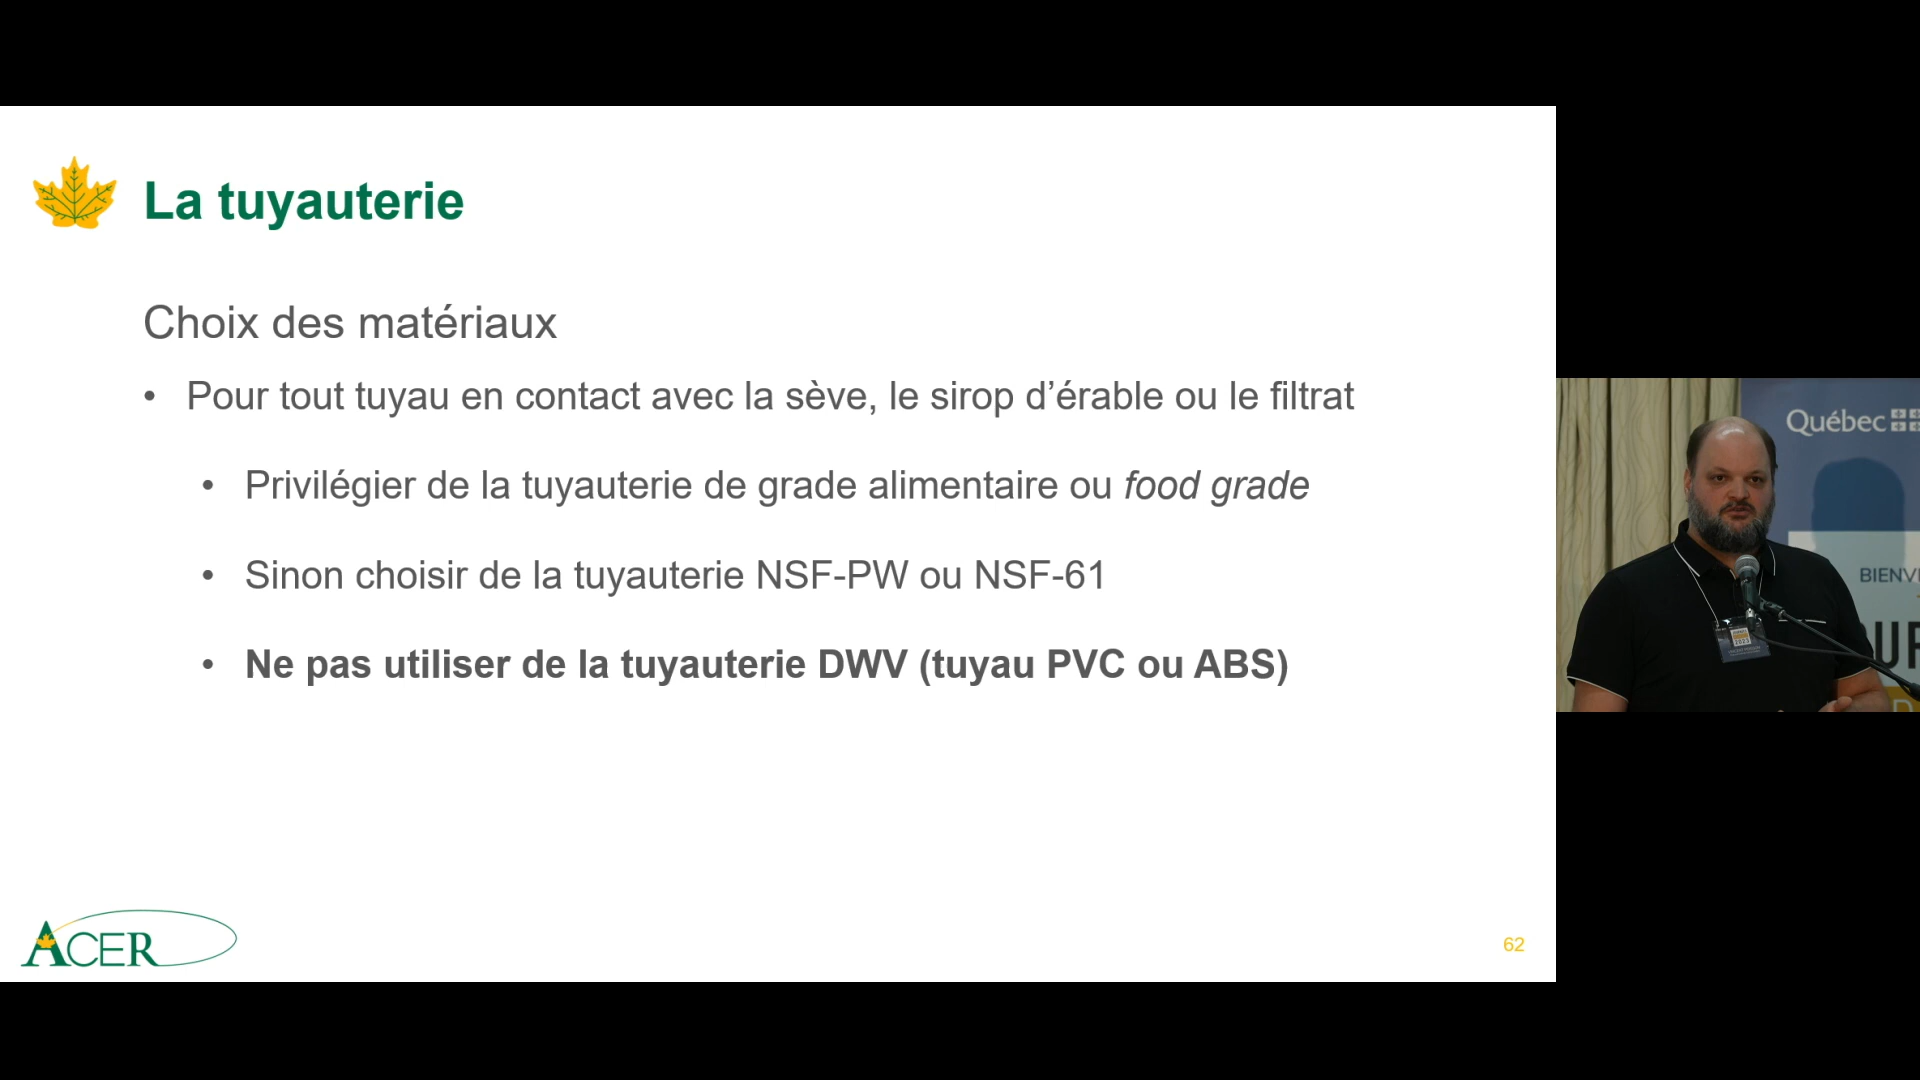 La tuyauterie
Choix des matériaux
• Pour tout tuyau en contact avec la sève, le sirop d’érable ou le filtrat
• Privilégier de la tuyauterie de grade alimentaire ou food grade
• Sinon choisir de la tuyauterie NSF-PW ou NSF-61
• Ne pas utiliser de la tuyauterie DWV (tuyau PVC ou ABS)
ACER
62
Québec
BIENV